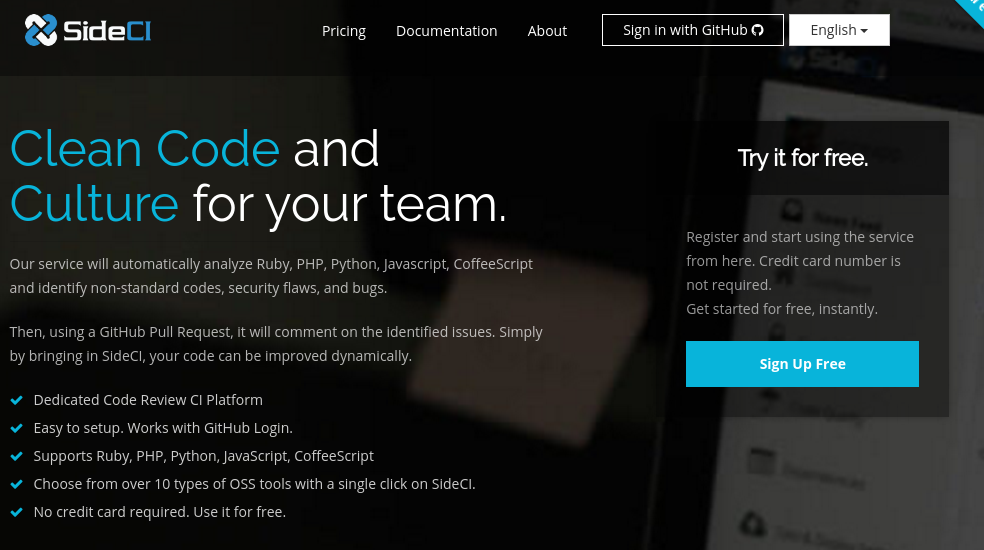 SideCI
Pricing
Documentation
About
Sign in with GitHub
English
Clean Code and
Culture for your team.
Our service will automatically analyze Ruby, PHP, Python, Javascript, CoffeeScript
and identify non-standard codes, security flaws, and bugs.
Then, using a GitHub Pull Request, it will comment on the identified issues. Simply
by bringing in SideCI, your code can be improved dynamically.
Dedicated Code Review CI Platform
Easy to setup. Works with GitHub Login.
Supports Ruby, PHP, Python, JavaScript, CoffeeScript
Choose from over 10 types of OSS tools with a single click on SideCI.
No credit card required. Use it for free.
Try it for free.
Register and start using the service
from here. Credit card number is
not required.
Get started for free, instantly.
Sign Up Free